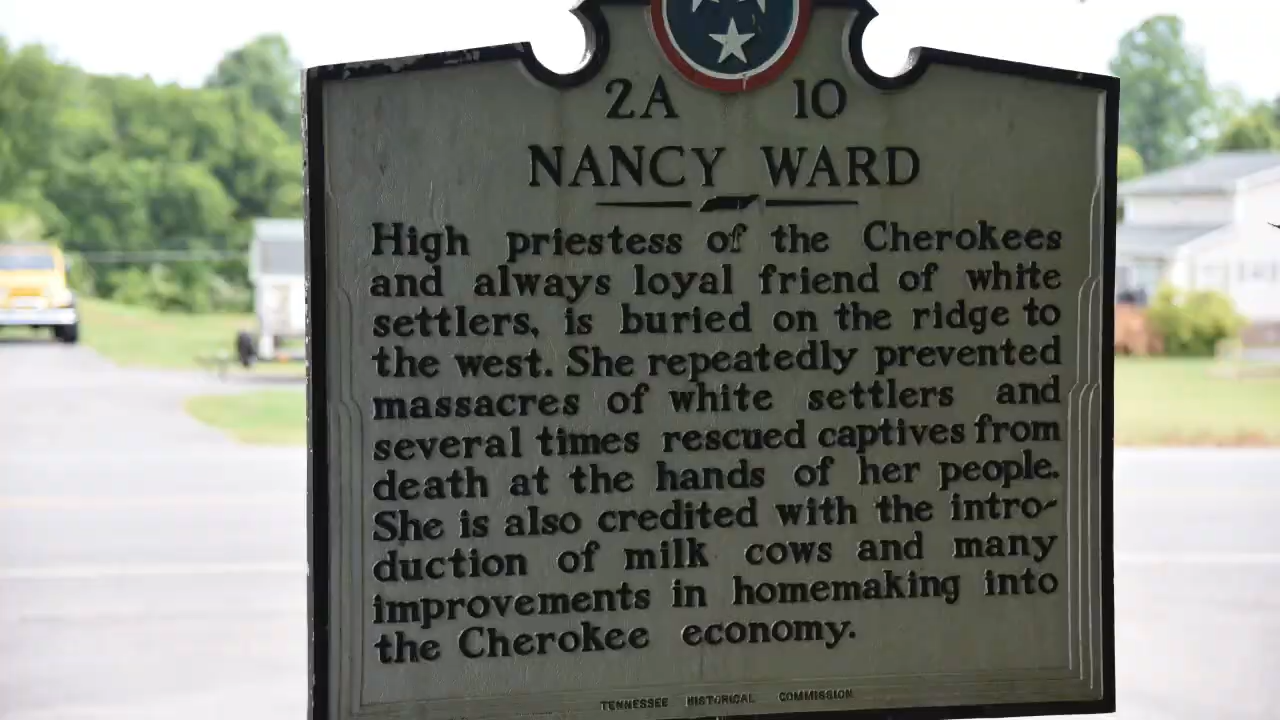 2A 10
NANCY WARD
High priestess of the Cherokees
and always loyal friend of white
settlers, is buried on the ridge to
the west. She repeatedly prevented
massacres of white settlers and
several times rescued captives from
death at the hands of her people.
She is also credited with the intro-
duction of milk cows and many
improvements in homemaking into
the Cherokee economy.
TENNESSEE HISTORICAL COMMISSION